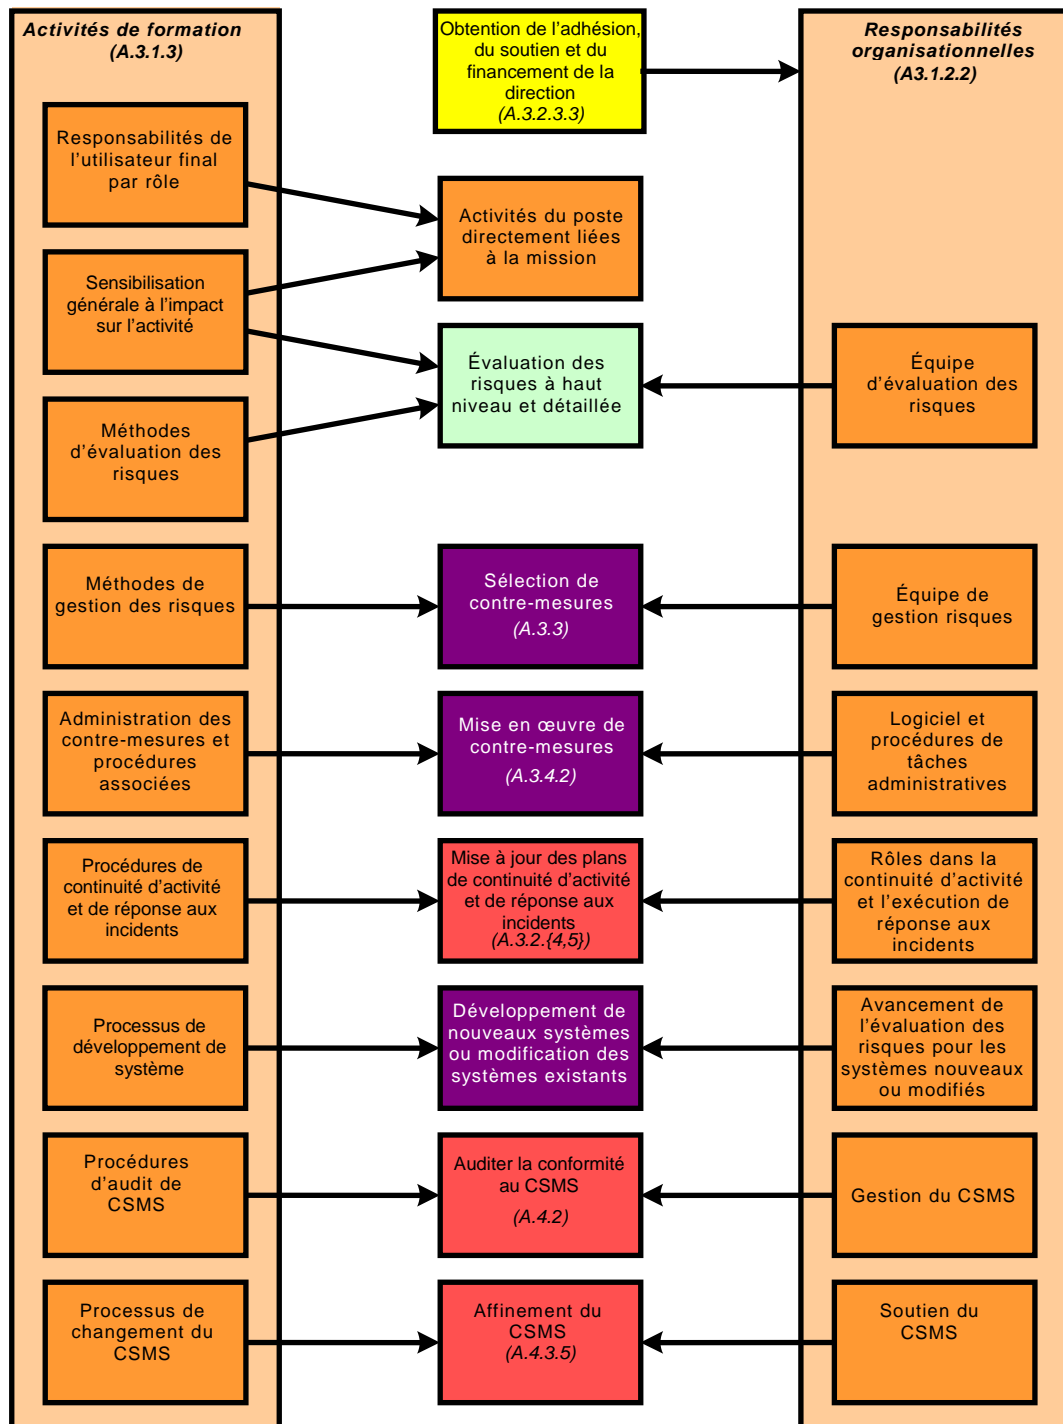 Activités de formation
(A.3.1.3)
Responsabilités de
l'utilisateur final
par rôle
Sensibilisation
générale à l'impact
sur l'activité
Méthodes
d'évaluation des
risques
Méthodes de
gestion des risques
Administration des
contre-mesures et
procédures
associées
Procédures de
continuité d'activité
et de réponse aux
incidents
Processus de
développement de
système
Procédures
d'audit de
CSMS
Processus de
changement du
CSMS
Obtention de l'adhésion,
du soutien et du
financement de la
direction
(A.3.2.3.3)
Activités du poste
directement liées
à la mission
Évaluation des
risques à haut
niveau et détaillée
Sélection de
contre-mesures
(A.3.3)
Mise en œuvre de
contre-mesures
(A.3.4.2)
Mise à jour des plans
de continuité d'activité
et de réponse aux
incidents
(A.3.2.{4,5})
Développement de
nouveaux systèmes
ou modification des
systèmes existants
Auditer la conformité
au CSMS
(A.4.2)
Affinement du
CSMS
(A.4.3.5)
Responsabilités
organisationnelles
(A3.1.2.2)
Équipe
d'évaluation des
risques
Équipe de
gestion risques
Logiciel et
procédures de
tâches
administratives
Rôles dans la
continuité d'activité
et l'exécution de
réponse aux
incidents
Avancement de
l'évaluation des
risques pour les
systèmes nouveaux
ou modifiés
Gestion du CSMS
Soutien du
CSMS